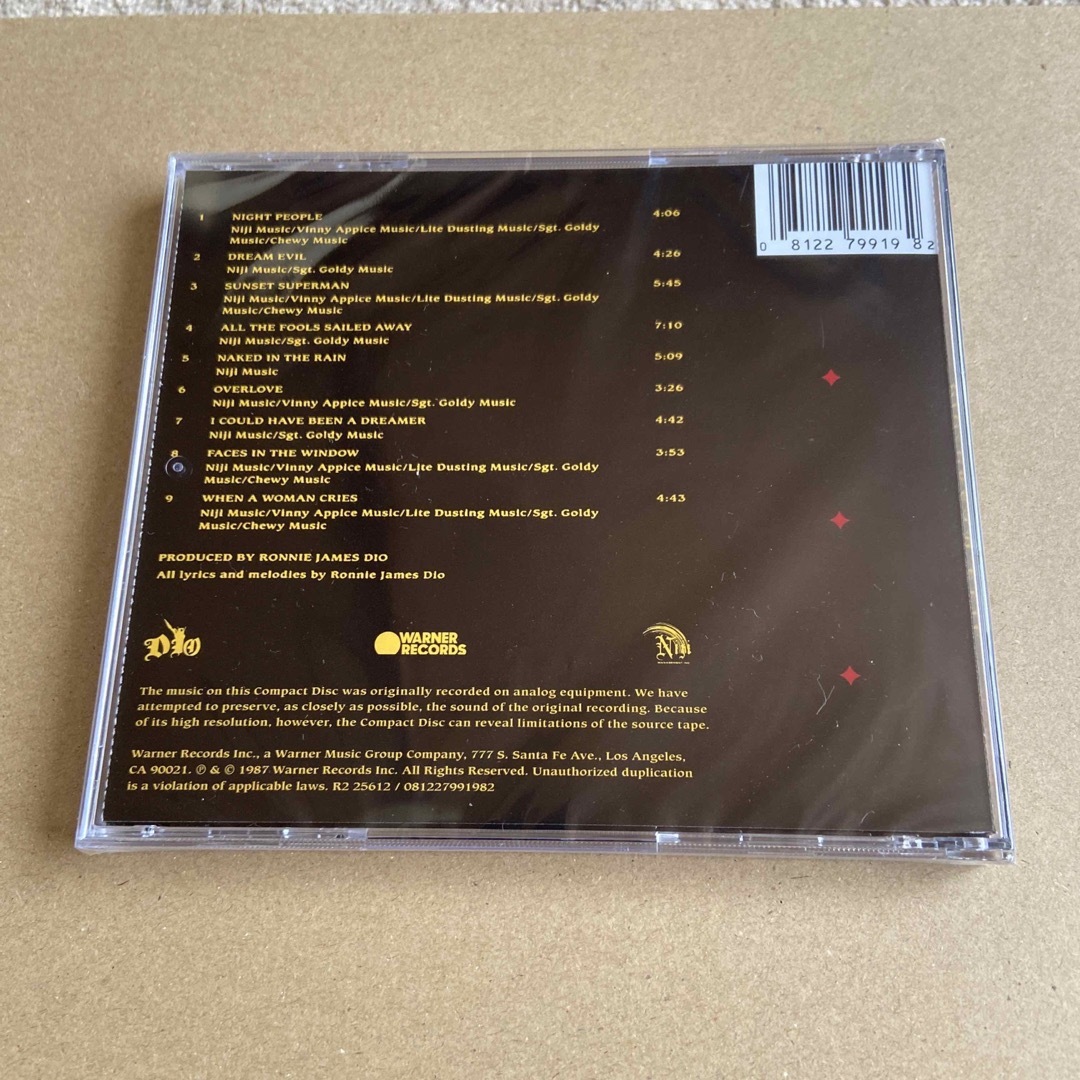 0 81227 99198 2
1 NIGHT PEOPLE 4:06
Niji Music/Vinny Appice Music/Lite Dusting Music/Sgt. Goldy
Music/Chewy Music
2 DREAM EVIL 4:26
Niji Music/Sgt. Goldy Music
3 SUNSET SUPERMAN 5:45
Niji Music/Vinny Appice Music/Lite Dusting Music/Sgt. Goldy
Music/Chewy Music
4 ALL THE FOOLS SAILED AWAY 7:10
Niji Music/Sgt. Goldy Music
5 NAKED IN THE RAIN 5:09
Niji Music
6 OVERLOVE 3:26
Niji Music/Vinny Appice Music/Sgt. Goldy Music
7 I COULD HAVE BEEN A DREAMER 4:42
Niji Music/Sgt. Goldy Music
8 FACES IN THE WINDOW 3:53
Niji Music/Vinny Appice Music/Lite Dusting Music/Sgt. Goldy
Music/Chewy Music
9 WHEN A WOMAN CRIES 4:43
Niji Music/Vinny Appice Music/Lite Dusting Music/Sgt. Goldy
Music/Chewy Music
PRODUCED BY RONNIE JAMES DIO
All lyrics and melodies by Ronnie James Dio
DIO
WARNER
RECORDS
Niji
The music on this Compact Disc was originally recorded on analog equipment. We have
attempted to preserve, as closely as possible, the sound of the original recording. Because
of its high resolution, however, the Compact Disc can reveal limitations of the source tape.
Warner Records Inc., a Warner Music Group Company, 777 S. Santa Fe Ave., Los Angeles,
CA 90021. ℗ & © 1987 Warner Records Inc. All Rights Reserved. Unauthorized duplication
is a violation of applicable laws. R2 25612 / 081227991982